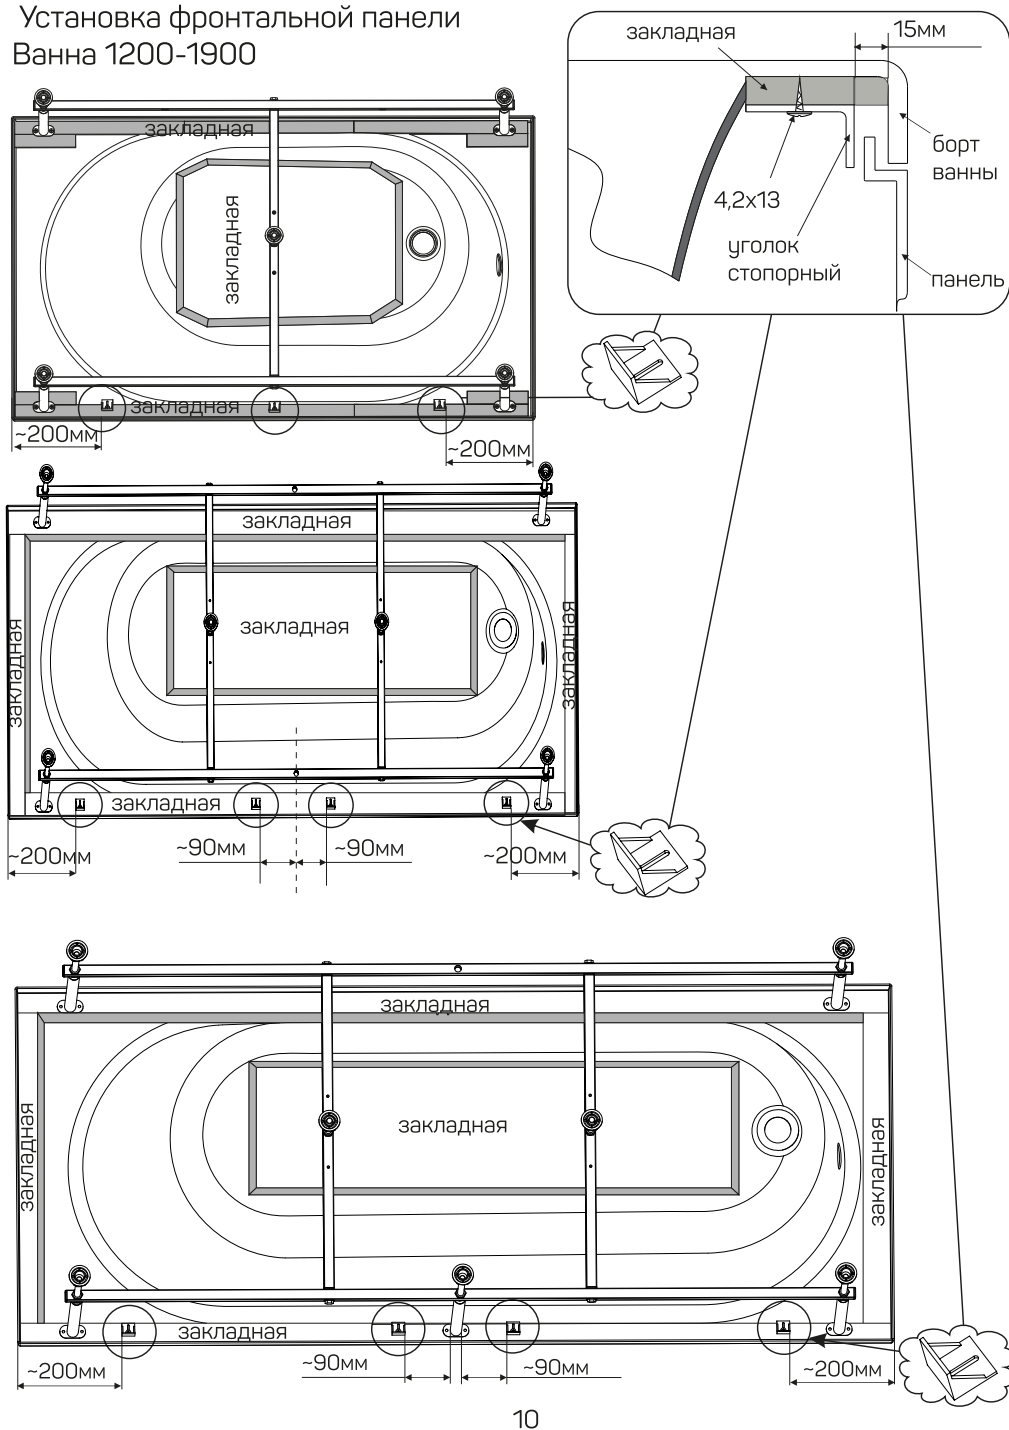 Установка фронтальной панели
Ванна 1200-1900
закладная
15мм
борт
ванны
4,2х13
уголок
стопорный
панель
закладная
закладная
закладная
~200мм
~200мм
закладная
закладная
закладная
закладная
закладная
~200мм
~90мм
~90мм
~200мм
закладная
закладная
закладная
закладная
закладная
~200мм
~90мм
~90мм
~200мм
10